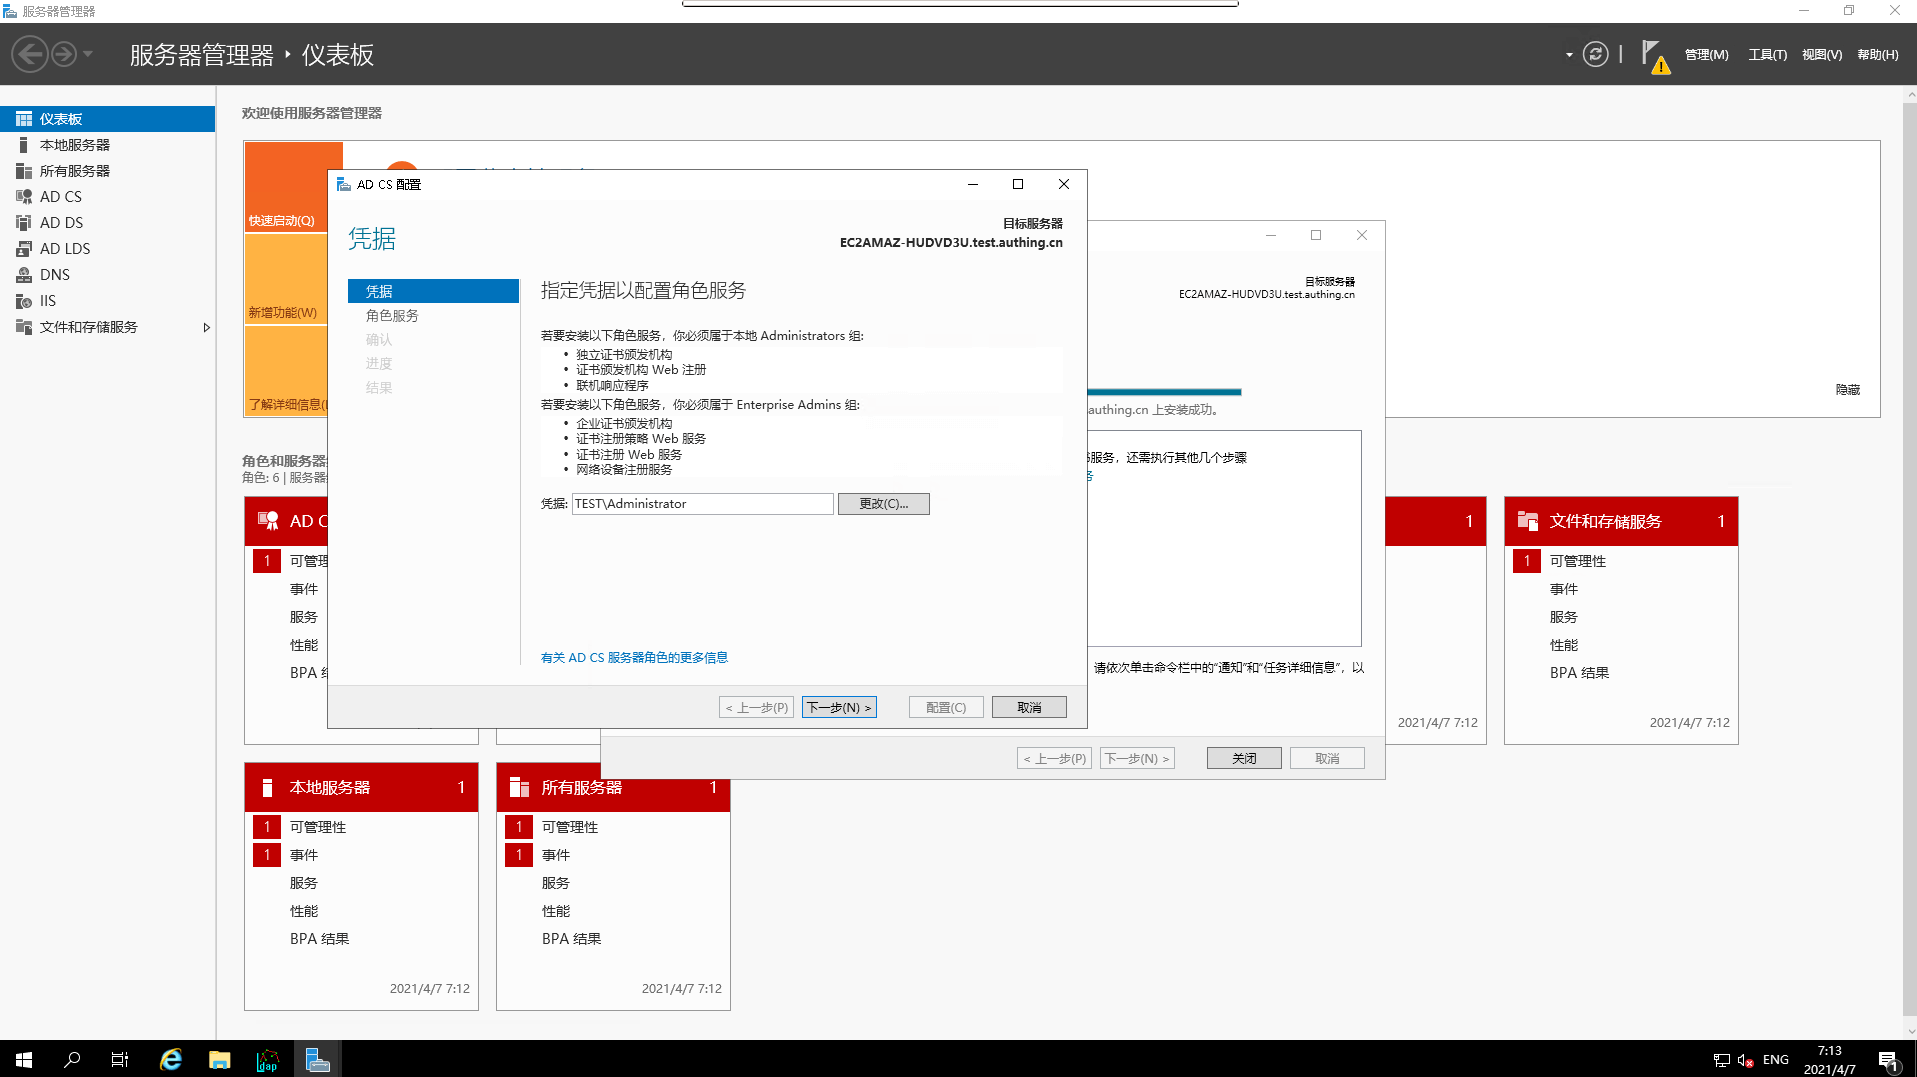 服务器管理器
服务器管理器 ‣ 仪表板
管理(M) 工具(T) 视图(V) 帮助(H)
仪表板
本地服务器
所有服务器
AD CS
AD DS
AD LDS
DNS
IIS
文件和存储服务
欢迎使用服务器管理器
快速启动(Q)
新增功能(W)
了解详细信息(
隐藏
AD CS 配置
凭据
目标服务器
EC2AMAZ-HUDVD3U.test.authing.cn
凭据
角色服务
确认
进度
结果
指定凭据以配置角色服务
若要安装以下角色服务，你必须属于本地 Administrators 组:
• 独立证书颁发机构
• 证书颁发机构 Web 注册
• 联机响应程序
若要安装以下角色服务，你必须属于 Enterprise Admins 组:
• 企业证书颁发机构
• 证书注册策略 Web 服务
• 证书注册 Web 服务
• 网络设备注册服务
凭据: TEST\Administrator 更改(C)...
有关 AD CS 服务器角色的更多信息
< 上一步(P) 下一步(N) > 配置(C) 取消
目标服务器
EC2AMAZ-HUDVD3U.test.authing.cn
authing.cn 上安装成功。
服务，还需执行其他几个步骤
请依次单击命令栏中的“通知”和“任务详细信息”，以
< 上一步(P) 下一步(N) > 关闭 取消
角色和服务器
角色: 6 | 服务器
AD C
1 可管理
事件
服务
性能
BPA 结
1
2021/4/7 7:12
文件和存储服务 1
1 可管理性
事件
服务
性能
BPA 结果
2021/4/7 7:12
本地服务器 1
1 可管理性
1 事件
服务
性能
BPA 结果
2021/4/7 7:12
所有服务器 1
1 可管理性
1 事件
服务
性能
BPA 结果
2021/4/7 7:12
ldap
ENG
7:13
2021/4/7
1